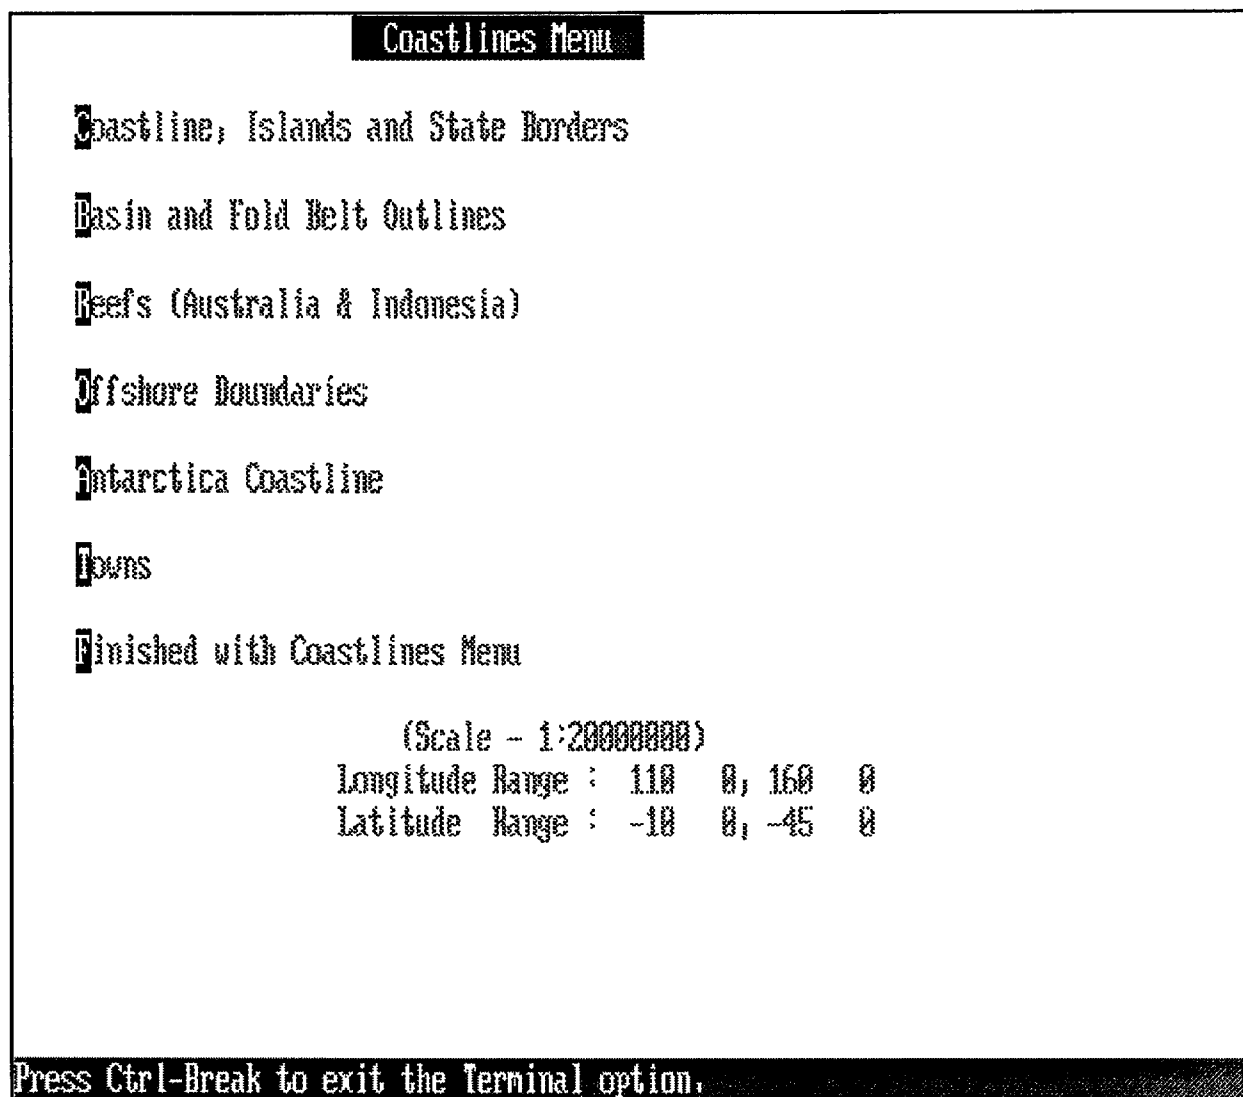 Coastlines Menu
Coastline, Islands and State Borders
Basin and Fold Belt Outlines
Reefs (Australia & Indonesia)
Offshore Boundaries
Antarctica Coastline
Towns
Finished with Coastlines Menu
(Scale - 1:20000000)
Longitude Range :  110   0, 160   0
Latitude  Range :  -10   0, -45   0
Press Ctrl-Break to exit the Terminal option.